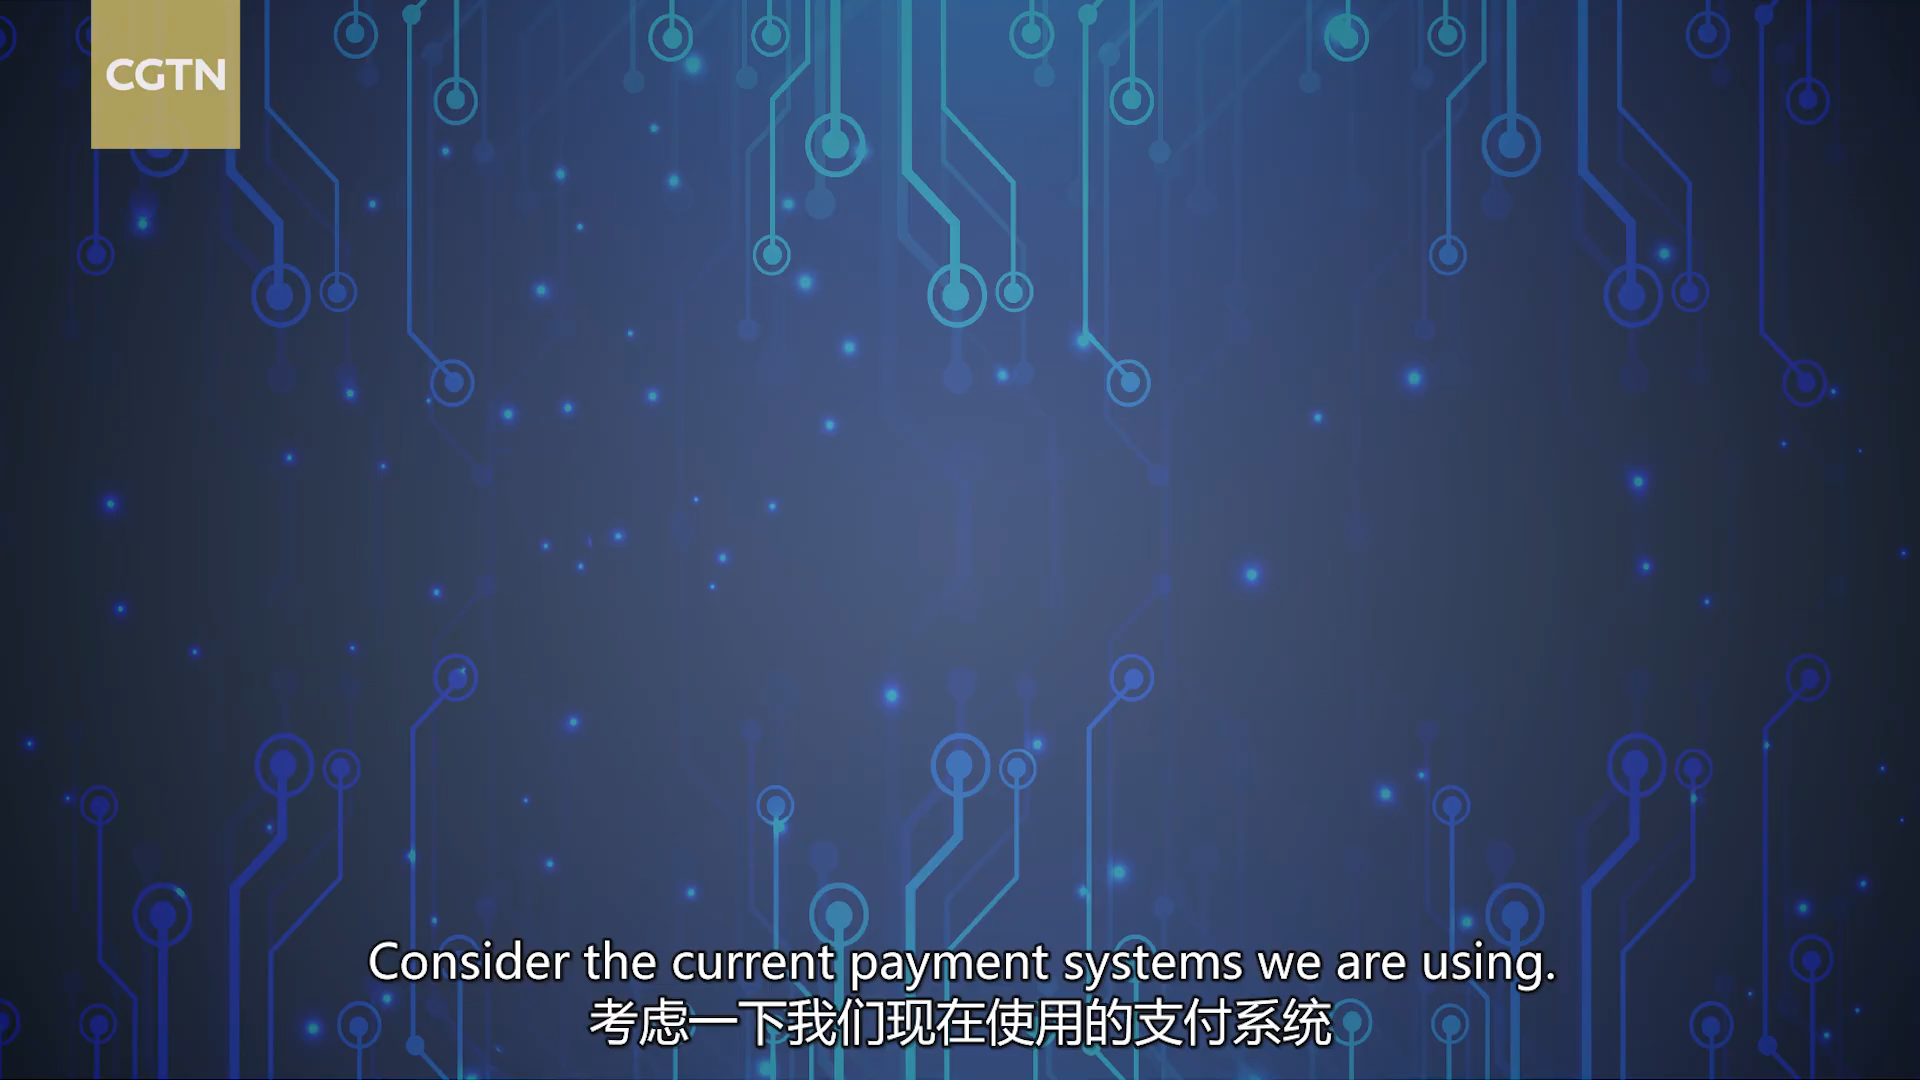 CGTN
Consider the current payment systems we are using.
考虑一下我们现在使用的支付系统